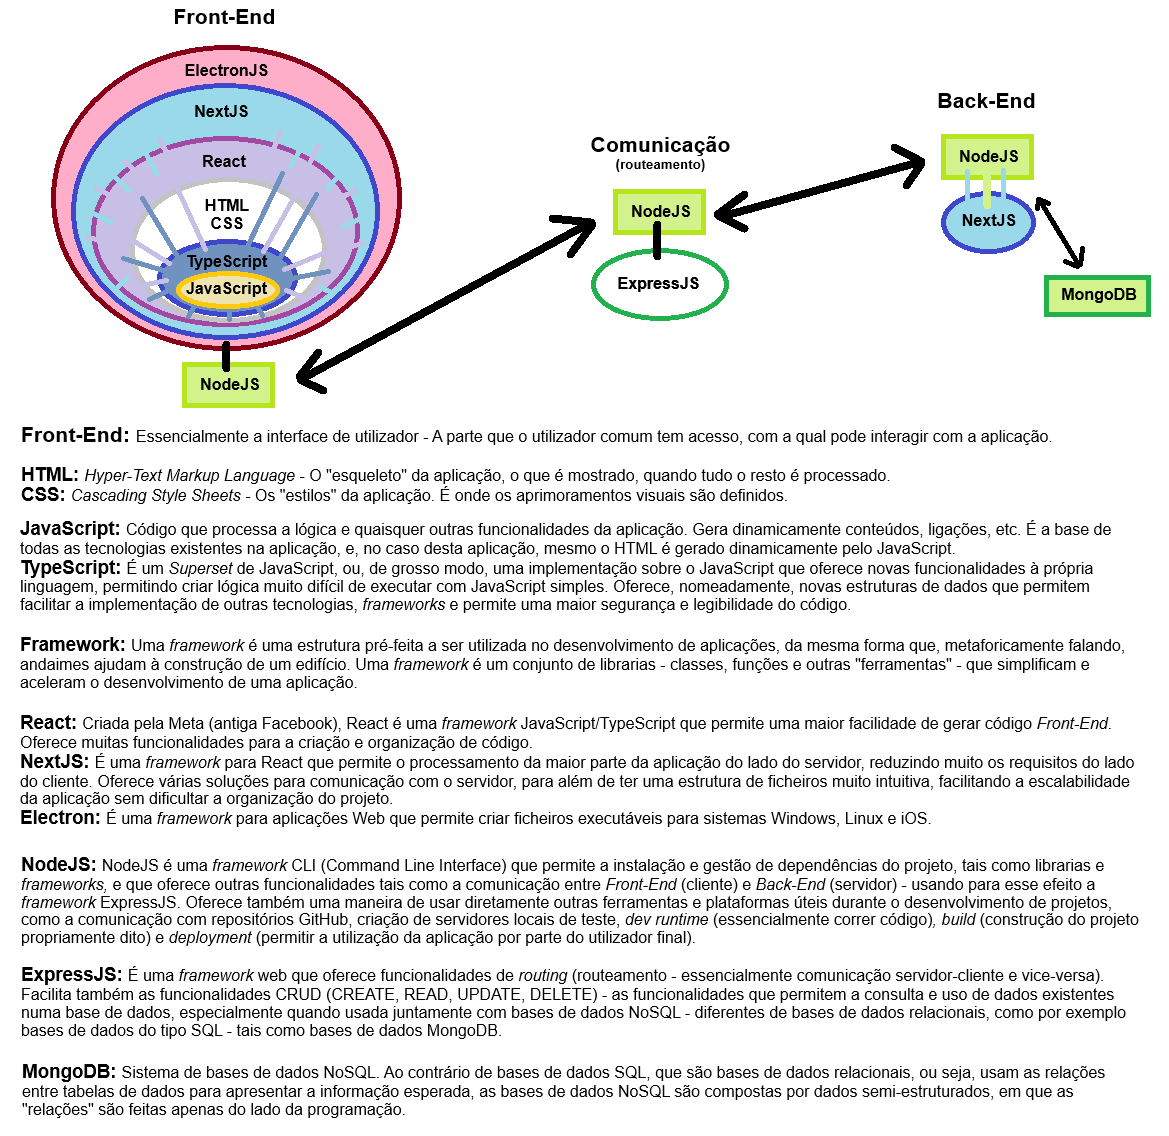 Front-End
ElectronJS
NextJS
React
HTML
CSS
TypeScript
JavaScript
NodeJS
Comunicação
(routeamento)
NodeJS
ExpressJS
Back-End
NodeJS
NextJS
MongoDB
Front-End: Essencialmente a interface de utilizador - A parte que o utilizador comum tem acesso, com a qual pode interagir com a aplicação.
HTML: Hyper-Text Markup Language - O "esqueleto" da aplicação, o que é mostrado, quando tudo o resto é processado.
CSS: Cascading Style Sheets - Os "estilos" da aplicação. É onde os aprimoramentos visuais são definidos.
JavaScript: Código que processa a lógica e quaisquer outras funcionalidades da aplicação. Gera dinamicamente conteúdos, ligações, etc. É a base de
todas as tecnologias existentes na aplicação, e, no caso desta aplicação, mesmo o HTML é gerado dinamicamente pelo JavaScript.
TypeScript: É um Superset de JavaScript, ou, de grosso modo, uma implementação sobre o JavaScript que oferece novas funcionalidades à própria
linguagem, permitindo criar lógica muito difícil de executar com JavaScript simples. Oferece, nomeadamente, novas estruturas de dados que permitem
facilitar a implementação de outras tecnologias, frameworks e permite uma maior segurança e legibilidade do código.
Framework: Uma framework é uma estrutura pré-feita a ser utilizada no desenvolvimento de aplicações, da mesma forma que, metaforicamente falando,
andaimes ajudam à construção de um edifício. Uma framework é um conjunto de librarias - classes, funções e outras "ferramentas" - que simplificam e
aceleram o desenvolvimento de uma aplicação.
React: Criada pela Meta (antiga Facebook), React é uma framework JavaScript/TypeScript que permite uma maior facilidade de gerar código Front-End.
Oferece muitas funcionalidades para a criação e organização de código.
NextJS: É uma framework para React que permite o processamento da maior parte da aplicação do lado do servidor, reduzindo muito os requisitos do lado
do cliente. Oferece várias soluções para comunicação com o servidor, para além de ter uma estrutura de ficheiros muito intuitiva, facilitando a escalabilidade
da aplicação sem dificultar a organização do projeto.
Electron: É uma framework para aplicações Web que permite criar ficheiros executáveis para sistemas Windows, Linux e iOS.
NodeJS: NodeJS é uma framework CLI (Command Line Interface) que permite a instalação e gestão de dependências do projeto, tais como librarias e
frameworks, e que oferece outras funcionalidades tais como a comunicação entre Front-End (cliente) e Back-End (servidor) - usando para esse efeito a
framework ExpressJS. Oferece também uma maneira de usar diretamente outras ferramentas e plataformas úteis durante o desenvolvimento de projetos,
como a comunicação com repositórios GitHub, criação de servidores locais de teste, dev runtime (essencialmente correr código), build (construção do projeto
propriamente dito) e deployment (permitir a utilização da aplicação por parte do utilizador final).
ExpressJS: É uma framework web que oferece funcionalidades de routing (routeamento - essencialmente comunicação servidor-cliente e vice-versa).
Facilita também as funcionalidades CRUD (CREATE, READ, UPDATE, DELETE) - as funcionalidades que permitem a consulta e uso de dados existentes
numa base de dados, especialmente quando usada juntamente com bases de dados NoSQL - diferentes de bases de dados relacionais, como por exemplo
bases de dados do tipo SQL - tais como bases de dados MongoDB.
MongoDB: Sistema de bases de dados NoSQL. Ao contrário de bases de dados SQL, que são bases de dados relacionais, ou seja, usam as relações
entre tabelas de dados para apresentar a informação esperada, as bases de dados NoSQL são compostas por dados semi-estruturados, em que as
"relações" são feitas apenas do lado da programação.